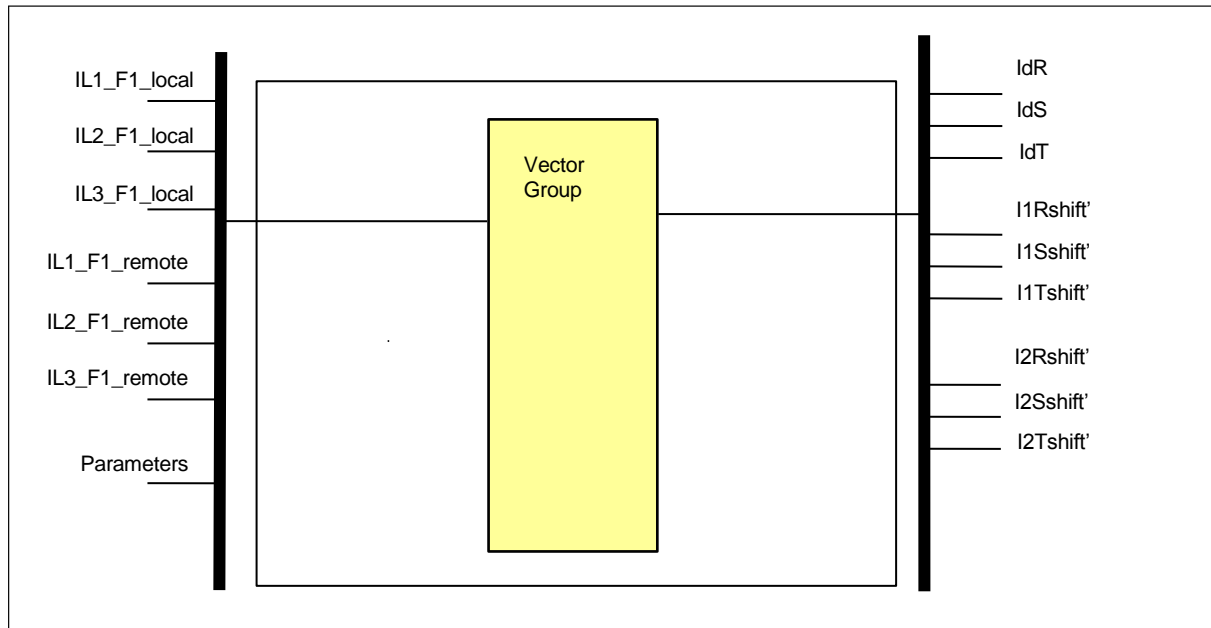 IL1_F1_local
IL2_F1_local
IL3_F1_local
IL1_F1_remote
IL2_F1_remote
IL3_F1_remote
Parameters
Vector
Group
IdR
IdS
IdT
I1Rshift'
I1Sshift'
I1Tshift'
I2Rshift'
I2Sshift'
I2Tshift'